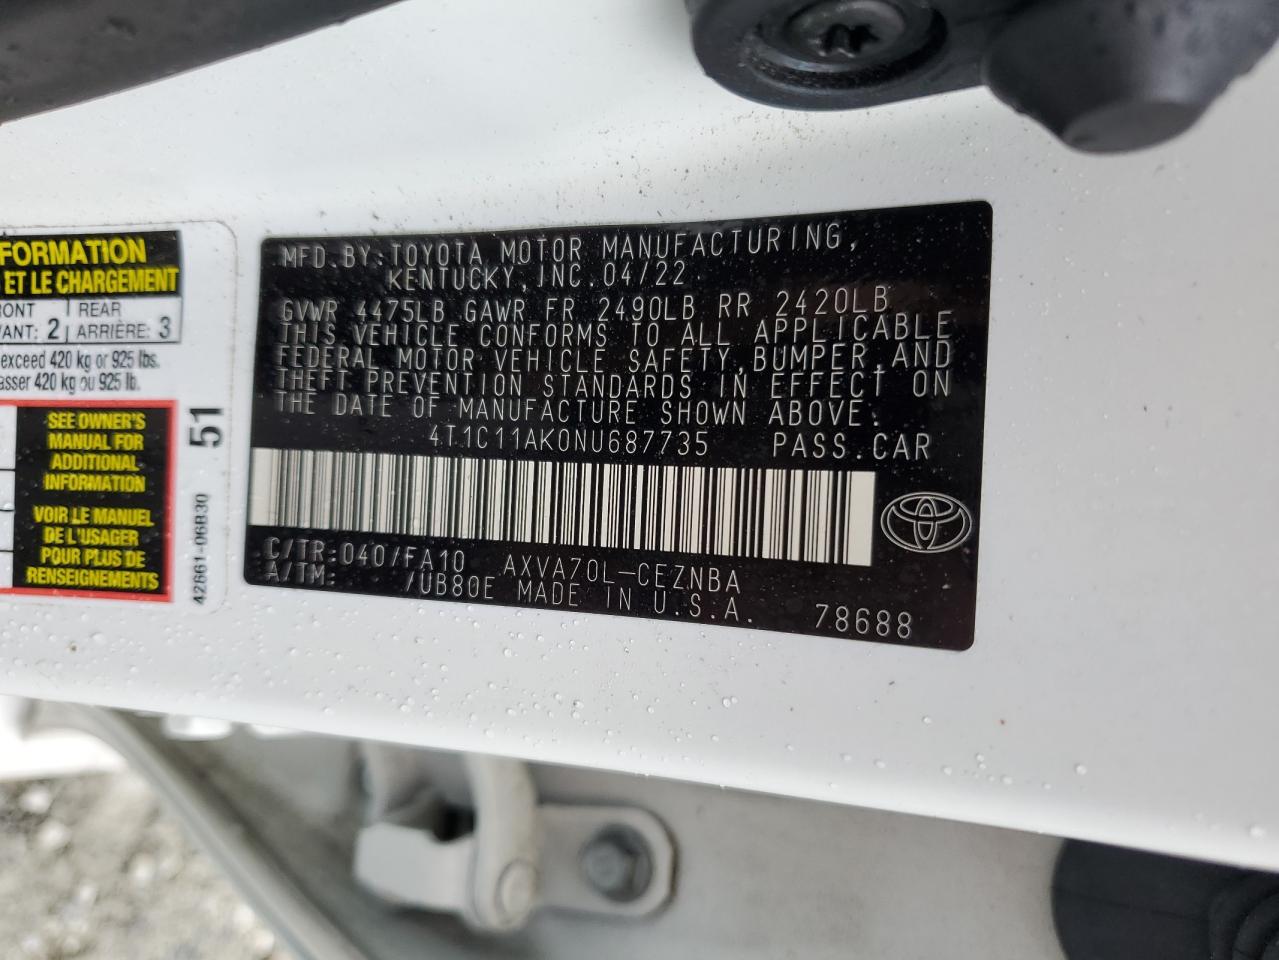 FORMATION
ET LE CHARGEMENT
REAR
2
ARRIÈRE: 3
exceed 420 kg or 925 lbs.
420 kg ou 925 lb.
SEE OWNER'S
MANUAL FOR
ADDITIONAL
INFORMATION
VOIR LE MANUEL
DE L'USAGER
POUR PLUS DE
RENSEIGNEMENTS
51
42661-06B30
MFD.BY:TOYOTA MOTOR MANUFACTURING,
KENTUCKY,INC.04/22
GVWR 4475LB GAWR FR 2490LB RR 2420LB
THIS VEHICLE CONFORMS TO ALL APPLICABLE
FEDERAL MOTOR VEHICLE SAFETY,BUMPER,AND
THEFT PREVENTION STANDARDS IN EFFECT ON
THE DATE OF MANUFACTURE SHOWN ABOVE:
4T1C11AK0NU687735 PASS.CAR
C/TR:040/FA10 AXVA70L-CEZNBA
A/TM: /UB80E MADE IN U.S.A. 78688